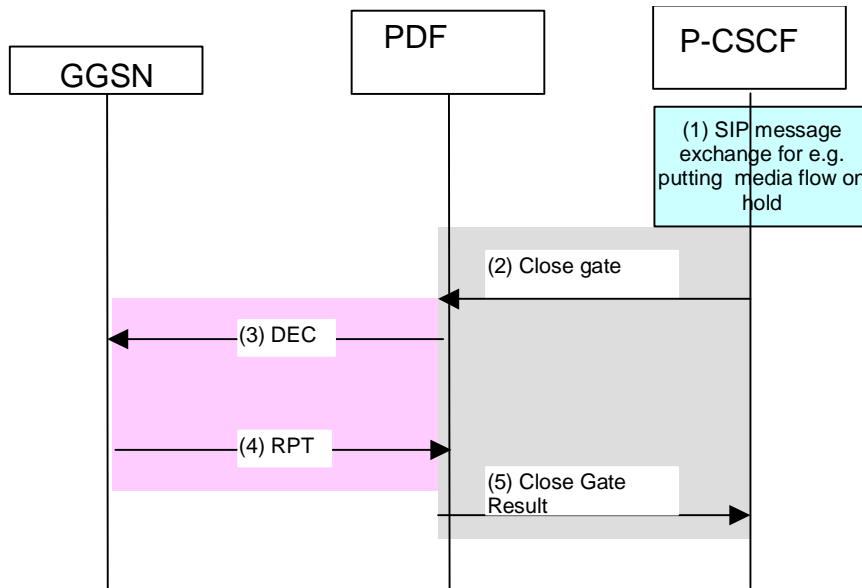 GGSN
PDF
P-CSCF
(1) SIP message
exchange for e.g.
putting media flow on
hold
(2) Close gate
(3) DEC
(4) RPT
(5) Close Gate
Result